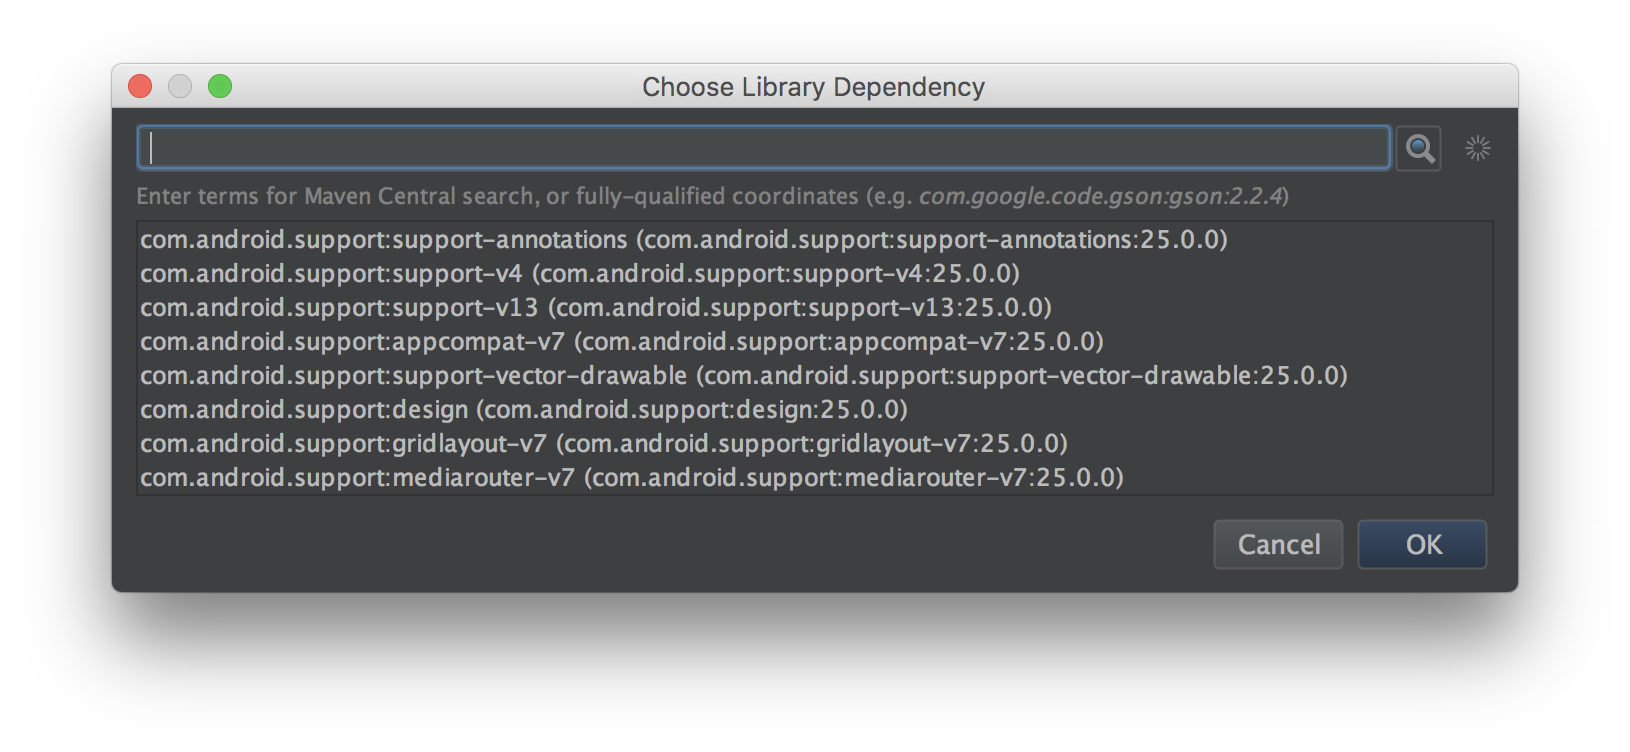 Choose Library Dependency
Enter terms for Maven Central search, or fully-qualified coordinates (e.g. com.google.code.gson:gson:2.2.4)
com.android.support:support-annotations (com.android.support:support-annotations:25.0.0)
com.android.support:support-v4 (com.android.support:support-v4:25.0.0)
com.android.support:support-v13 (com.android.support:support-v13:25.0.0)
com.android.support:appcompat-v7 (com.android.support:appcompat-v7:25.0.0)
com.android.support:support-vector-drawable (com.android.support:support-vector-drawable:25.0.0)
com.android.support:design (com.android.support:design:25.0.0)
com.android.support:gridlayout-v7 (com.android.support:gridlayout-v7:25.0.0)
com.android.support:mediarouter-v7 (com.android.support:mediarouter-v7:25.0.0)
Cancel OK